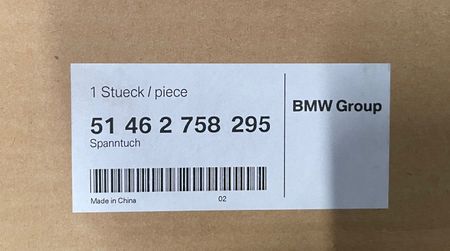 1 Stueck / piece
BMW Group
51 46 2 758 295
Spanntuch
Made in China 02